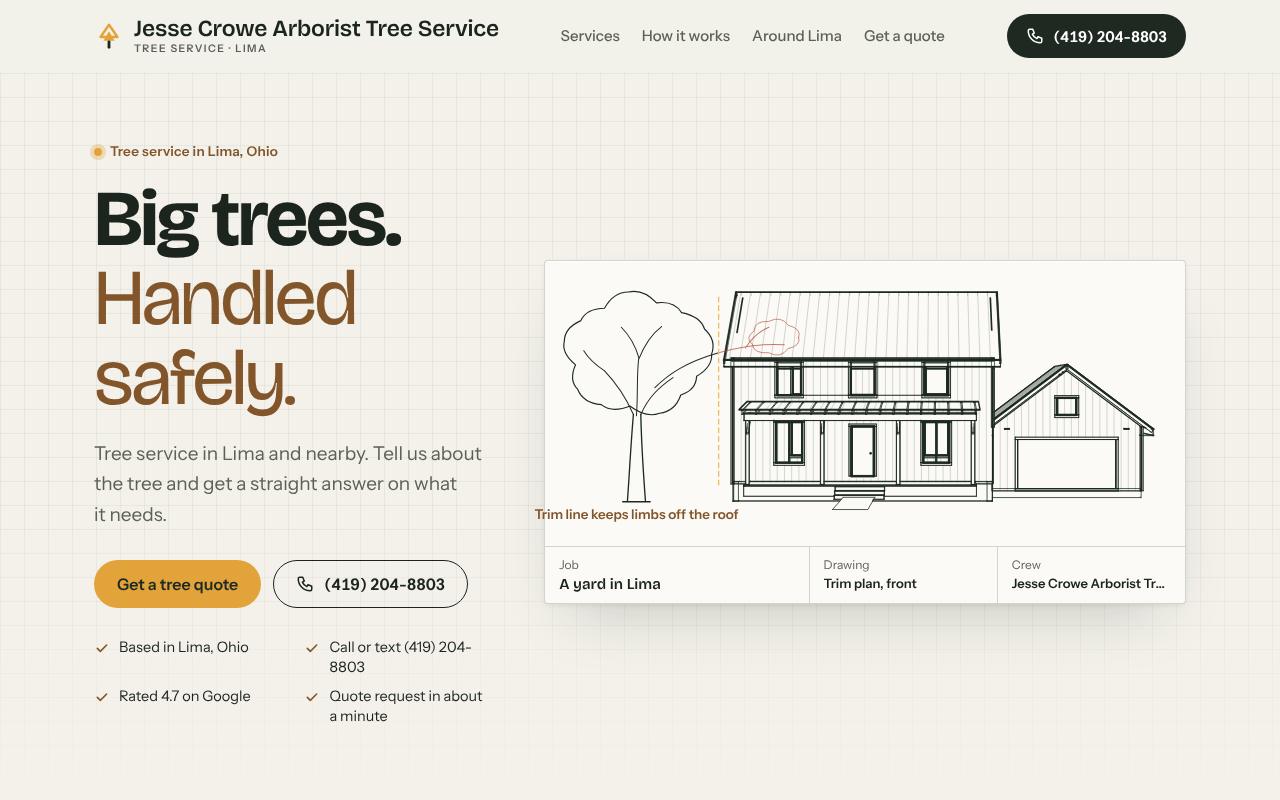 Jesse Crowe Arborist Tree Service
TREE SERVICE · LIMA
Services
How it works
Around Lima
Get a quote
(419) 204-8803
Tree service in Lima, Ohio
Big trees.
Handled
safely.
Tree service in Lima and nearby. Tell us about
the tree and get a straight answer on what
it needs.
Get a tree quote
(419) 204-8803
Based in Lima, Ohio
Call or text (419) 204-
8803
Rated 4.7 on Google
Quote request in about
a minute
Trim line keeps limbs off the roof
Job
A yard in Lima
Drawing
Trim plan, front
Crew
Jesse Crowe Arborist Tr...